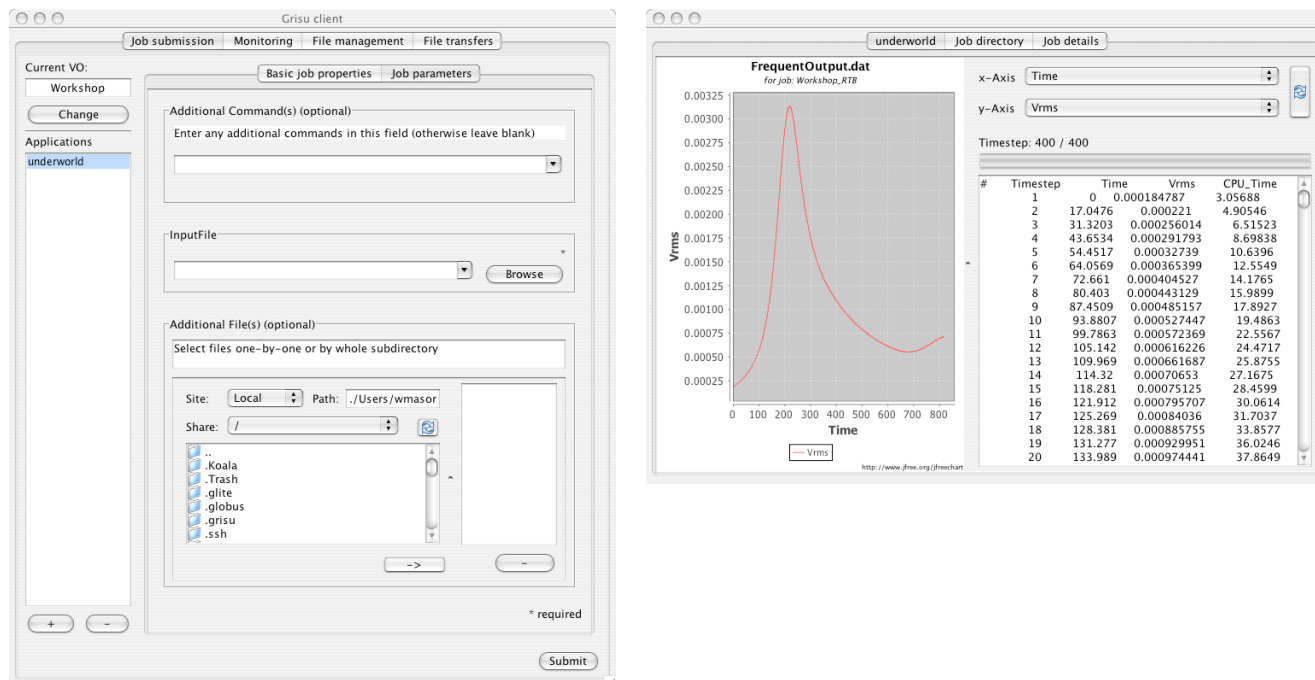 Grisu client
Job submission Monitoring File management File transfers
Current VO:
Workshop
Change
Applications
underworld
+ -
Basic job properties Job parameters
Additional Command(s) (optional)
Enter any additional commands in this field (otherwise leave blank)
InputFile
*
Browse
Additional File(s) (optional)
Select files one-by-one or by whole subdirectory
Site: Local Path: ./Users/wmasor
Share: /
..
.Koala
.Trash
.glite
.globus
.grisu
.ssh
-> -
* required
Submit
underworld Job directory Job details
FrequentOutput.dat
for job: Workshop_RTB
0.00325
0.00300
0.00275
0.00250
0.00225
0.00200
0.00175
0.00150
0.00125
0.00100
0.00075
0.00050
0.00025
Vrms
0 100 200 300 400 500 600 700 800
Time
Vrms
http://www.jfree.org/jfreechart
x-Axis Time
y-Axis Vrms
Timestep: 400 / 400
# Timestep Time Vrms CPU_Time
1 0 0.000184787 3.05688
2 17.0476 0.000221 4.90546
3 31.3203 0.000256014 6.51523
4 43.6534 0.000291793 8.69838
5 54.4517 0.00032739 10.6396
6 64.0569 0.000365399 12.5549
7 72.661 0.000404527 14.1765
8 80.403 0.000443129 15.9899
9 87.4509 0.000485157 17.8927
10 93.8807 0.000527447 19.4863
11 99.7863 0.000572369 22.5567
12 105.142 0.000616226 24.4717
13 109.969 0.000661687 25.8755
14 114.32 0.00070653 27.1675
15 118.281 0.00075125 28.4599
16 121.912 0.000795707 30.0614
17 125.269 0.00084036 31.7037
18 128.381 0.000885755 33.8577
19 131.277 0.000929951 36.0246
20 133.989 0.000974441 37.8649